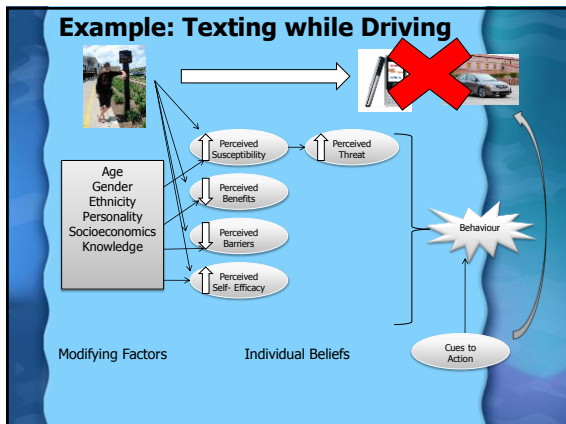 Example: Texting while Driving
Perceived
Susceptibility
Perceived
Threat
Age
Gender
Ethnicity
Personality
Socioeconomics
Knowledge
Perceived
Benefits
Perceived
Barriers
Perceived
Self- Efficacy
Behaviour
Cues to
Action
Modifying Factors
Individual Beliefs